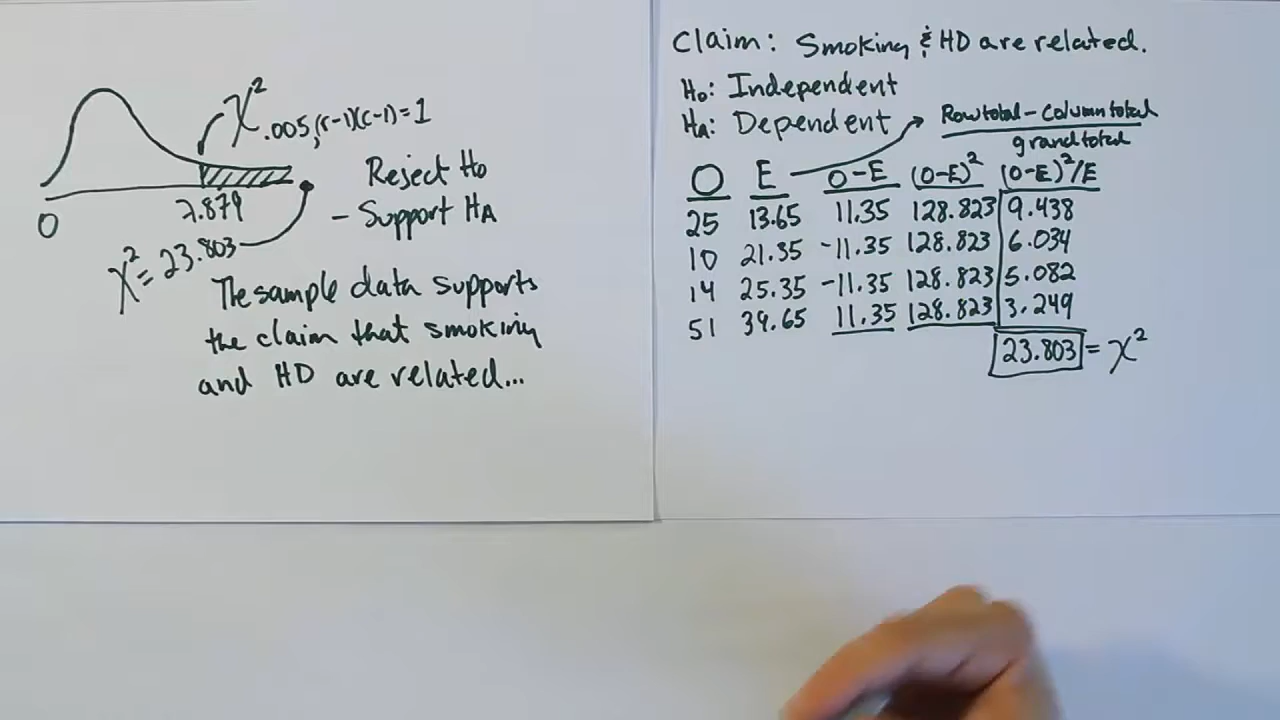 χ².005,(r-1)(c-1)=1
Reject Ho
- Support HA
0
7.879
χ²=23.803
The sample data supports
the claim that smoking
and HD are related...
Claim: Smoking & HD are related.
Ho: Independent
HA: Dependent
Row total - Column total
grand total
O E O-E (O-E)² (O-E)²/E
25 13.65 11.35 128.823 9.438
10 21.35 -11.35 128.823 6.034
14 25.35 -11.35 128.823 5.082
51 39.65 11.35 128.823 3.249
23.803 = χ²